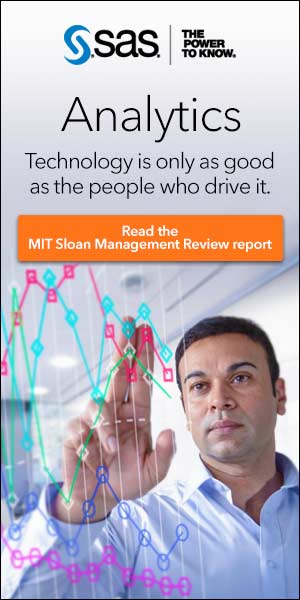 S.sas.
THE
POWER
TO KNOW.
Analytics
Technology is only as good
as the people who drive it.
Read the
MIT Sloan Management Review report